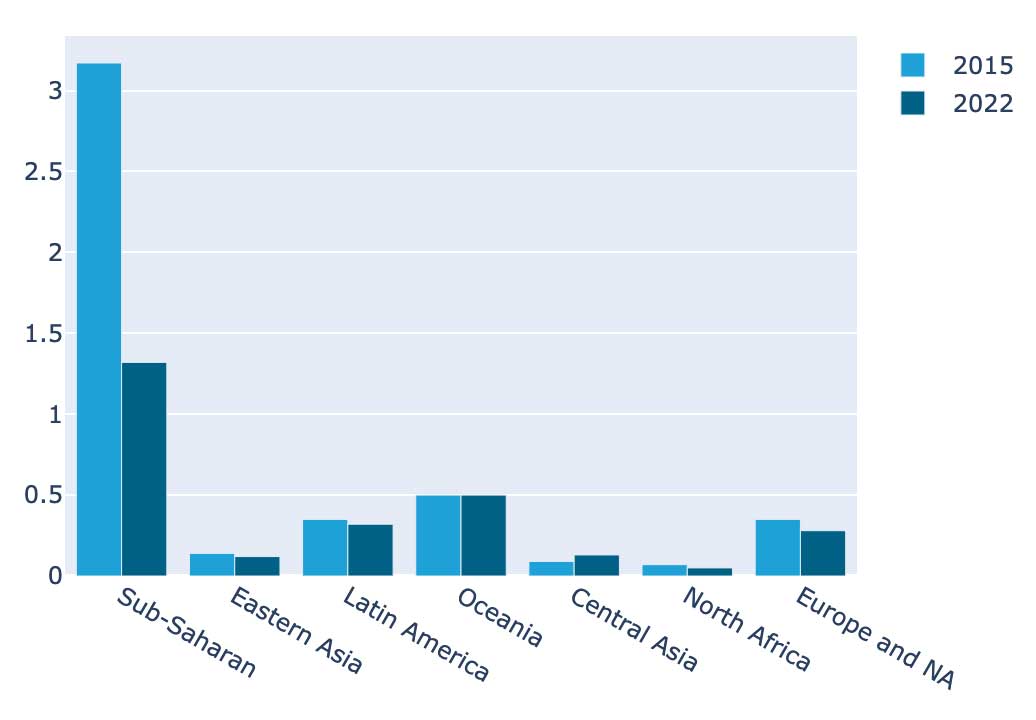 3
2.5
2
1.5
1
0.5
0
Sub-Saharan
Eastern Asia
Latin America
Oceania
Central Asia
North Africa
Europe and NA
2015
2022